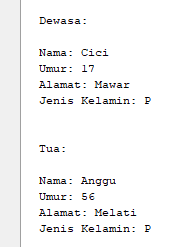 Dewasa:
Nama: Cici
Umur: 17
Alamat: Mawar
Jenis Kelamin: P
Tua:
Nama: Anggu
Umur: 56
Alamat: Melati
Jenis Kelamin: P